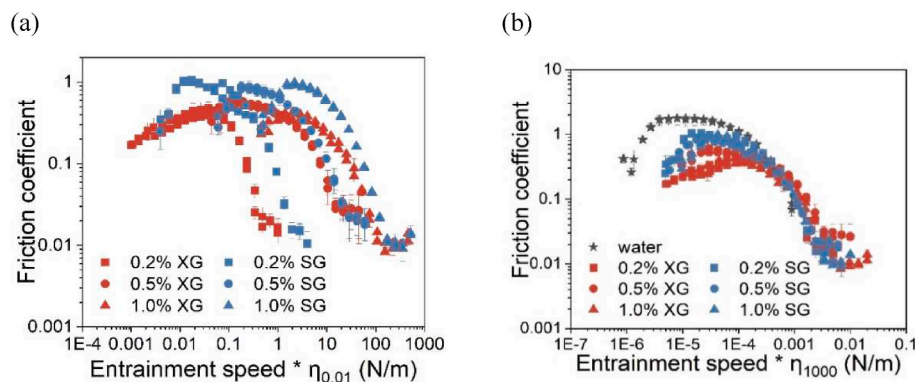 (a)
Friction coefficient
1
0.1
0.01
0.001
1E-4 0.001 0.01 0.1 1 10 100 1000
Entrainment speed * η0.01 (N/m)
0.2% XG 0.2% SG
0.5% XG 0.5% SG
1.0% XG 1.0% SG
(b)
Friction coefficient
10
1
0.1
0.01
0.001
1E-7 1E-6 1E-5 1E-4 0.001 0.01 0.1
Entrainment speed * η1000 (N/m)
water
0.2% XG 0.2% SG
0.5% XG 0.5% SG
1.0% XG 1.0% SG